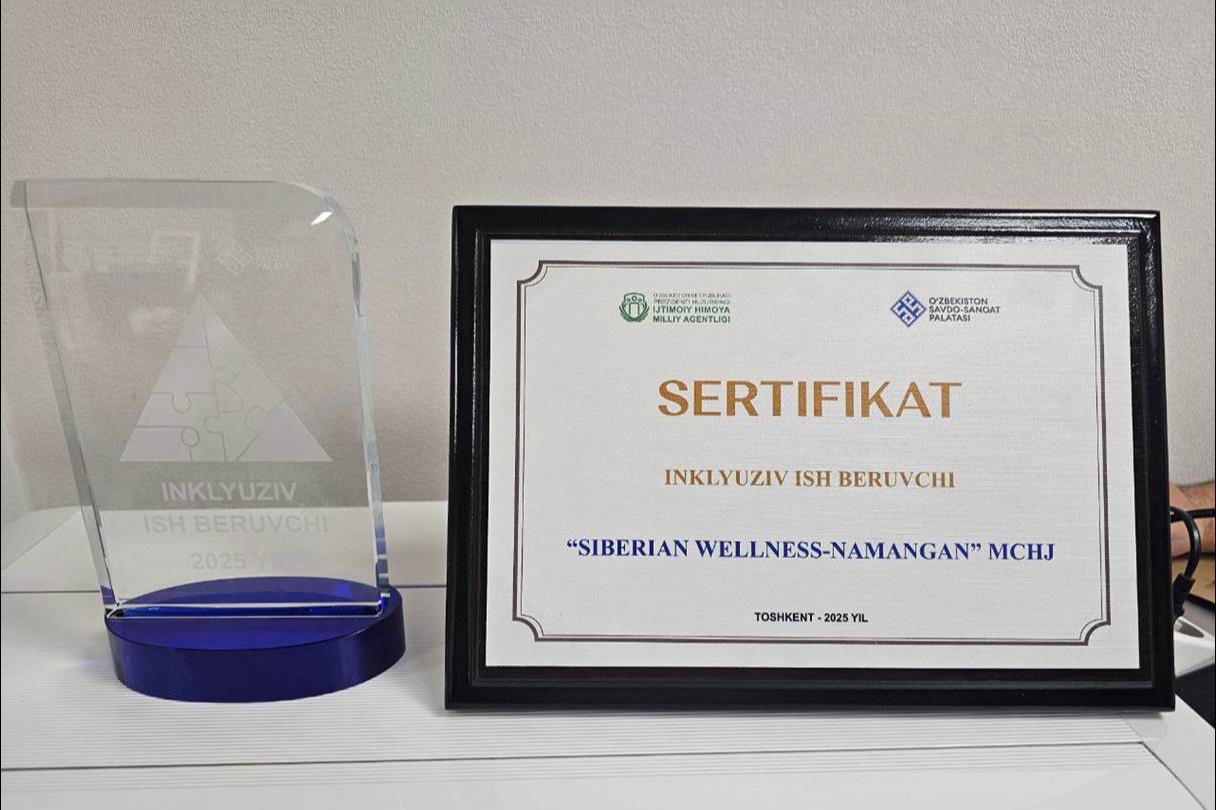 INKLYUZIV
ISH BERUVCHI
2025 YIL
O'ZBEKISTON RESPUBLIKASI
PREZIDENTI HUZURIDAGI
IJTIMOIY HIMOYA
MILLIY AGENTLIGI
O'ZBEKISTON
SAVDO-SANOAT
PALATASI
SERTIFIKAT
INKLYUZIV ISH BERUVCHI
“SIBERIAN WELLNESS-NAMANGAN” MCHJ
TOSHKENT - 2025 YIL